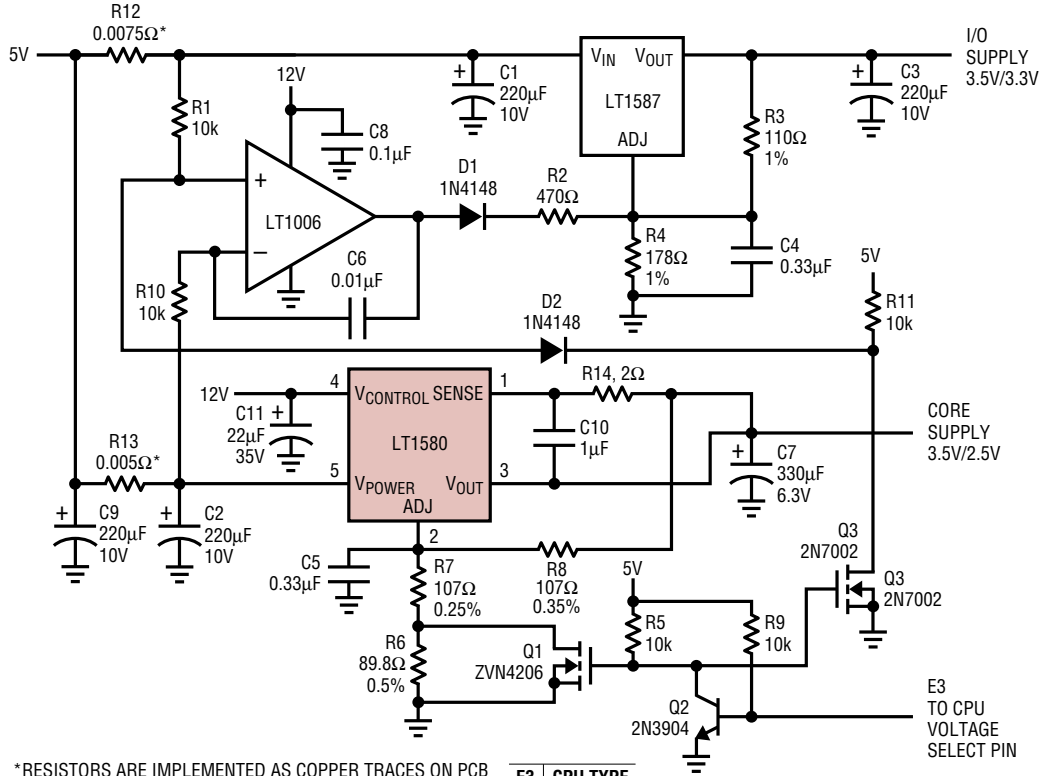 R12
0.0075Ω*
5V
12V
R1
10k
C8
0.1µF
+
C1
220µF
10V
VIN VOUT
LT1587
ADJ
I/O
SUPPLY
3.5V/3.3V
+
C3
220µF
10V
R3
110Ω
1%
+
LT1006
–
D1
1N4148
R2
470Ω
R4
178Ω
1%
C4
0.33µF
C6
0.01µF
R10
10k
5V
R11
10k
D2
1N4148
12V
C11 +
22µF
35V
4
VCONTROL SENSE
1
LT1580
5
VPOWER VOUT
3
ADJ
2
R14, 2Ω
C10
1µF
CORE
SUPPLY
3.5V/2.5V
+
C7
330µF
6.3V
R13
0.005Ω*
+
C9
220µF
10V
+
C2
220µF
10V
C5
0.33µF
R7
107Ω
0.25%
R8
107Ω
0.35%
R6
89.8Ω
0.5%
Q1
ZVN4206
5V
R5
10k
R9
10k
Q3
2N7002
Q3
2N7002
Q2
2N3904
E3
TO CPU
VOLTAGE
SELECT PIN
*RESISTORS ARE IMPLEMENTED AS COPPER TRACES ON PCB
E3 CPU TYPE